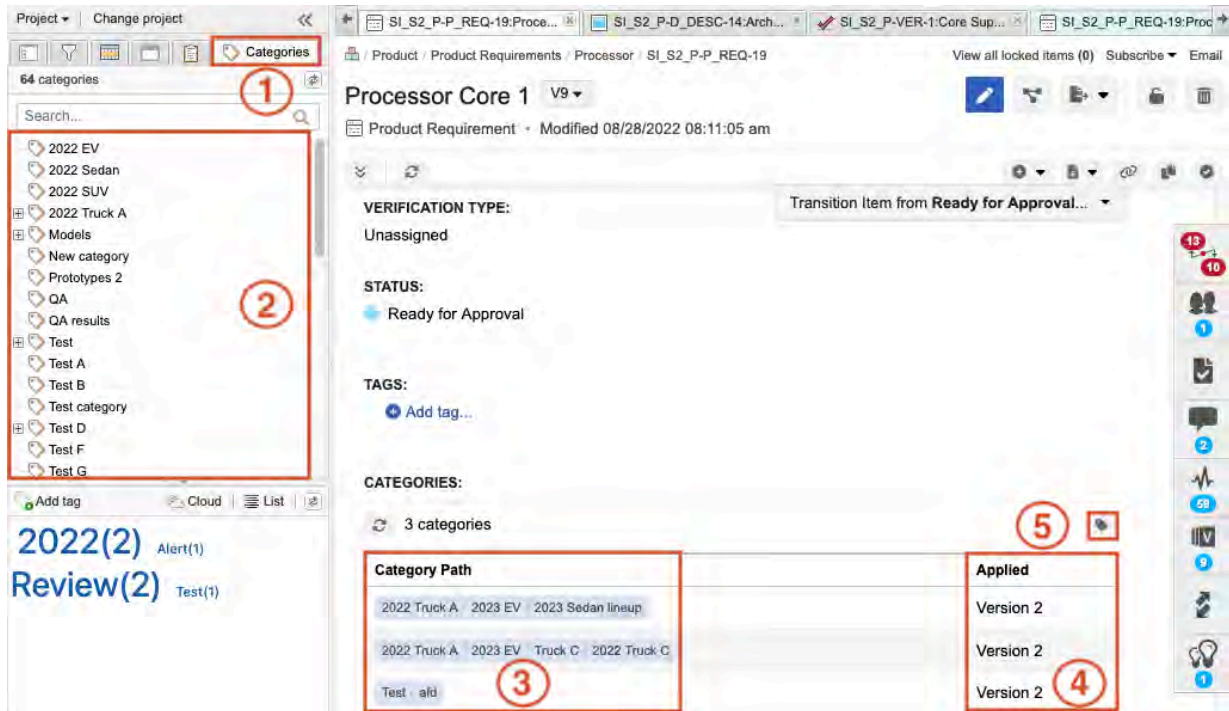 Project Change project
Categories
1
64 categories
Search...
2022 EV
2022 Sedan
2022 SUV
2022 Truck A
Models
New category
Prototypes 2
QA
QA results
Test
Test A
Test B
Test category
Test D
Test F
Test G
2
Add tag Cloud List
2022(2) Alert(1)
Review(2) Test(1)
SI_S2_P-P_REQ-19:Proce... SI_S2_P-D_DESC-14:Arch... SI_S2_P-VER-1:Core Sup... SI_S2_P-P_REQ-19:Proc
/ Product / Product Requirements / Processor / SI_S2_P-P_REQ-19
View all locked items (0) Subscribe Email
Processor Core 1 V9
Product Requirement • Modified 08/28/2022 08:11:05 am
Transition Item from Ready for Approval...
VERIFICATION TYPE:
Unassigned
STATUS:
Ready for Approval
TAGS:
Add tag...
CATEGORIES:
3 categories
5
Category Path Applied
2022 Truck A / 2023 EV / 2023 Sedan lineup Version 2
2022 Truck A / 2023 EV / Truck C / 2022 Truck C Version 2
Test / afd Version 2
3
4
13
10
1
2
59
V
9
1